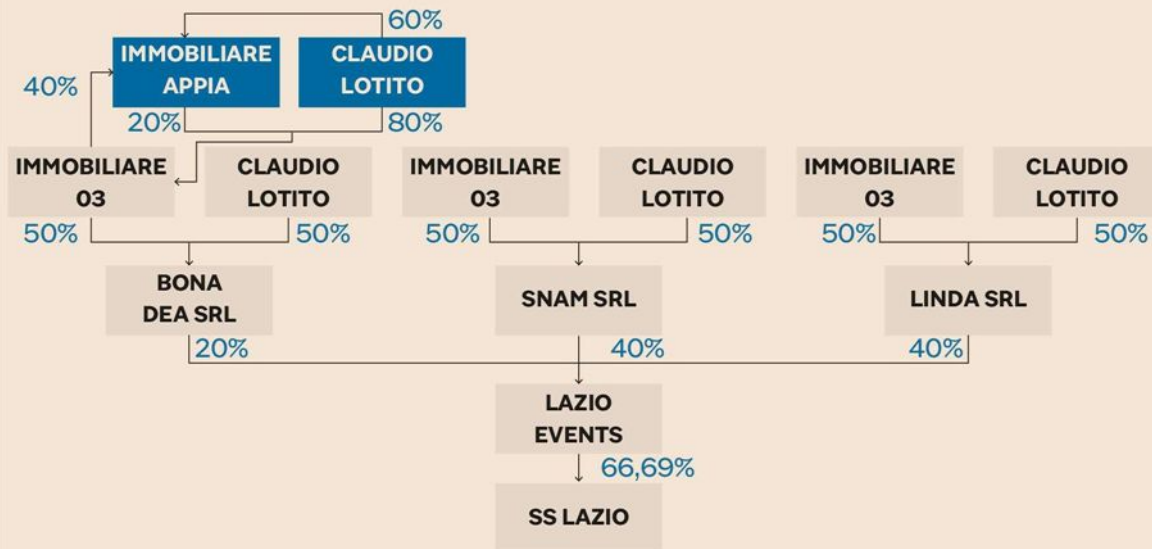 60%
IMMOBILIARE
APPIA
CLAUDIO
LOTITO
40%
20%
80%
IMMOBILIARE
03
CLAUDIO
LOTITO
IMMOBILIARE
03
CLAUDIO
LOTITO
IMMOBILIARE
03
CLAUDIO
LOTITO
50%
50%
50%
50%
50%
50%
BONA
DEA SRL
SNAM SRL
LINDA SRL
20%
40%
40%
LAZIO
EVENTS
66,69%
SS LAZIO